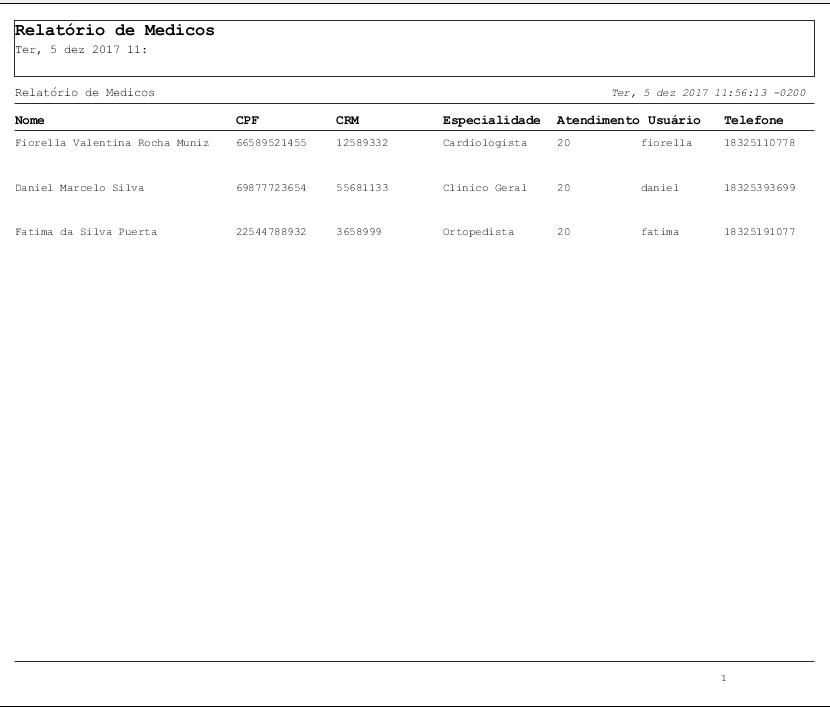 Relatório de Medicos
Ter, 5 dez 2017 11:
Relatório de Medicos Ter, 5 dez 2017 11:56:13 -0200
Nome CPF CRM Especialidade Atendimento Usuário Telefone
Fiorella Valentina Rocha Muniz 66589521455 12589332 Cardiologista 20 fiorella 18325110778
Daniel Marcelo Silva 69877723654 55681133 Clinico Geral 20 daniel 18325393699
Fatima da Silva Puerta 22544788932 3658999 Ortopedista 20 fatima 18325191077
1